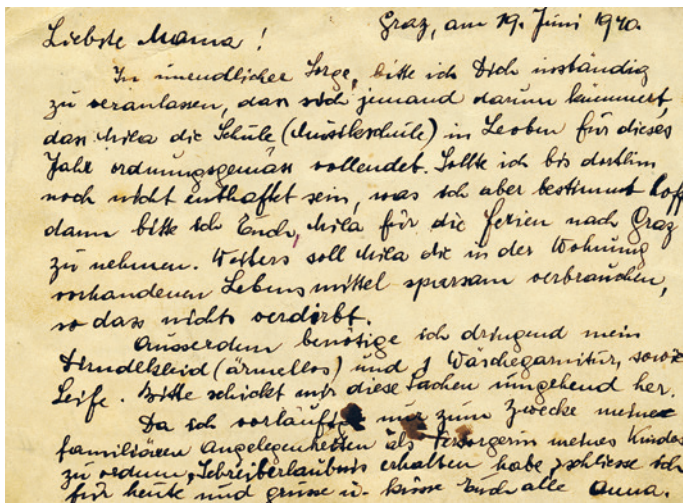 Liebste Mama! Graz, am 19. Juni 1940.
In unendlicher Sorge, bitte ich Dich inständig
zu veranlassen, dass sich jemand darum kümmert,
dass Mila die Schule (Musikschule) in Leoben für dieses
Jahr ordnungsgemäss vollendet. Sollte ich bis dorthin
noch nicht enthaftet sein, was ich aber bestimmt hoff
dann bitte ich Euch, Mila für die Ferien nach Graz
zu nehmen. Weiters soll Mila die in der Wohnung
vorhandenen Lebensmittel sparsam verbrauchen,
so dass nichts verdirbt.
Ausserdem benötige ich dringend mein
Dirndelkleid (ärmellos) und 1 Wäschegarnitur, sowie
Seife. Bitte schickt mir diese Sachen umgehend her.
Da ich vorläufig nur zum Zwecke meiner
familiären Angelegenheiten als Versorgerin meines Kindes
zu ordnen, Schreiberlaubnis erhalten habe, schliesse ich
für heute und grüsse u. küsse Euch alle Anna.